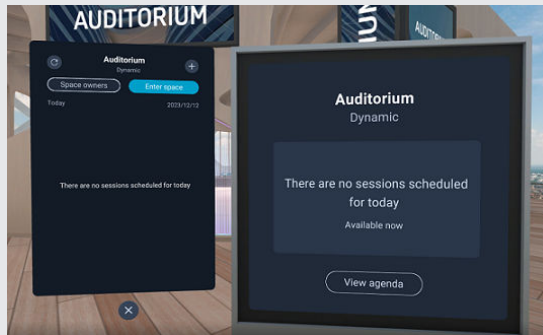 AUDITORIUM
Auditorium
Dynamic
Space owners
Enter space
Today
2023/12/12
There are no sessions scheduled for today
Auditorium
Dynamic
There are no sessions scheduled
for today
Available now
View agenda